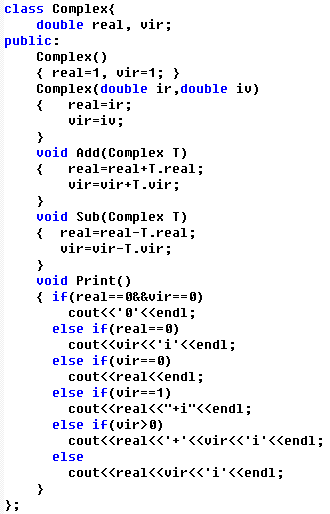 class Complex{
    double real, vir;
public:
    Complex()
    { real=1, vir=1; }
    Complex(double ir,double iv)
    {   real=ir;
        vir=iv;
    }
    void Add(Complex T)
    {   real=real+T.real;
        vir=vir+T.vir;
    }
    void Sub(Complex T)
    {  real=real-T.real;
       vir=vir-T.vir;
    }
    void Print()
    { if(real==0&&vir==0)
        cout<<'0'<<endl;
      else if(real==0)
        cout<<vir<<'i'<<endl;
      else if(vir==0)
        cout<<real<<endl;
      else if(vir==1)
        cout<<real<<"+i"<<endl;
      else if(vir>0)
        cout<<real<<'+'<<vir<<'i'<<endl;
      else
        cout<<real<<vir<<'i'<<endl;
    }
};